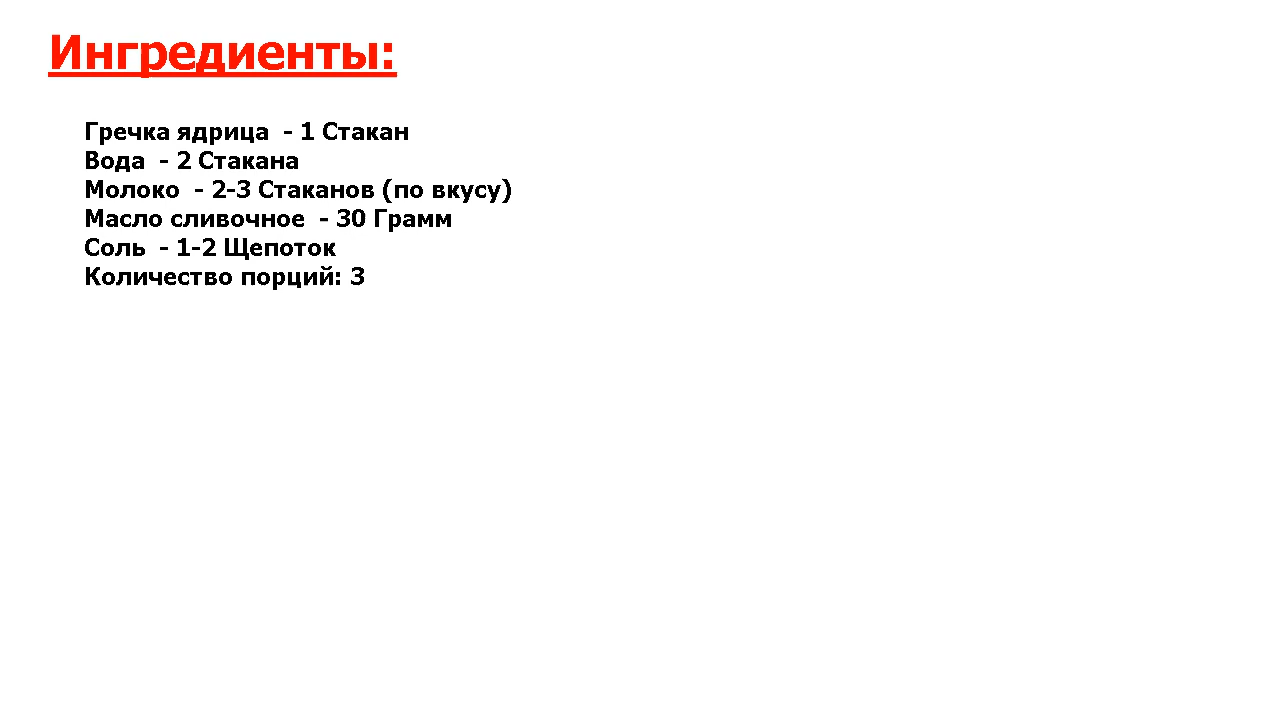 Ингредиенты:
Гречка ядрица  - 1 Стакан
Вода  - 2 Стакана
Молоко  - 2-3 Стаканов (по вкусу)
Масло сливочное  - 30 Грамм
Соль  - 1-2 Щепоток
Количество порций: 3